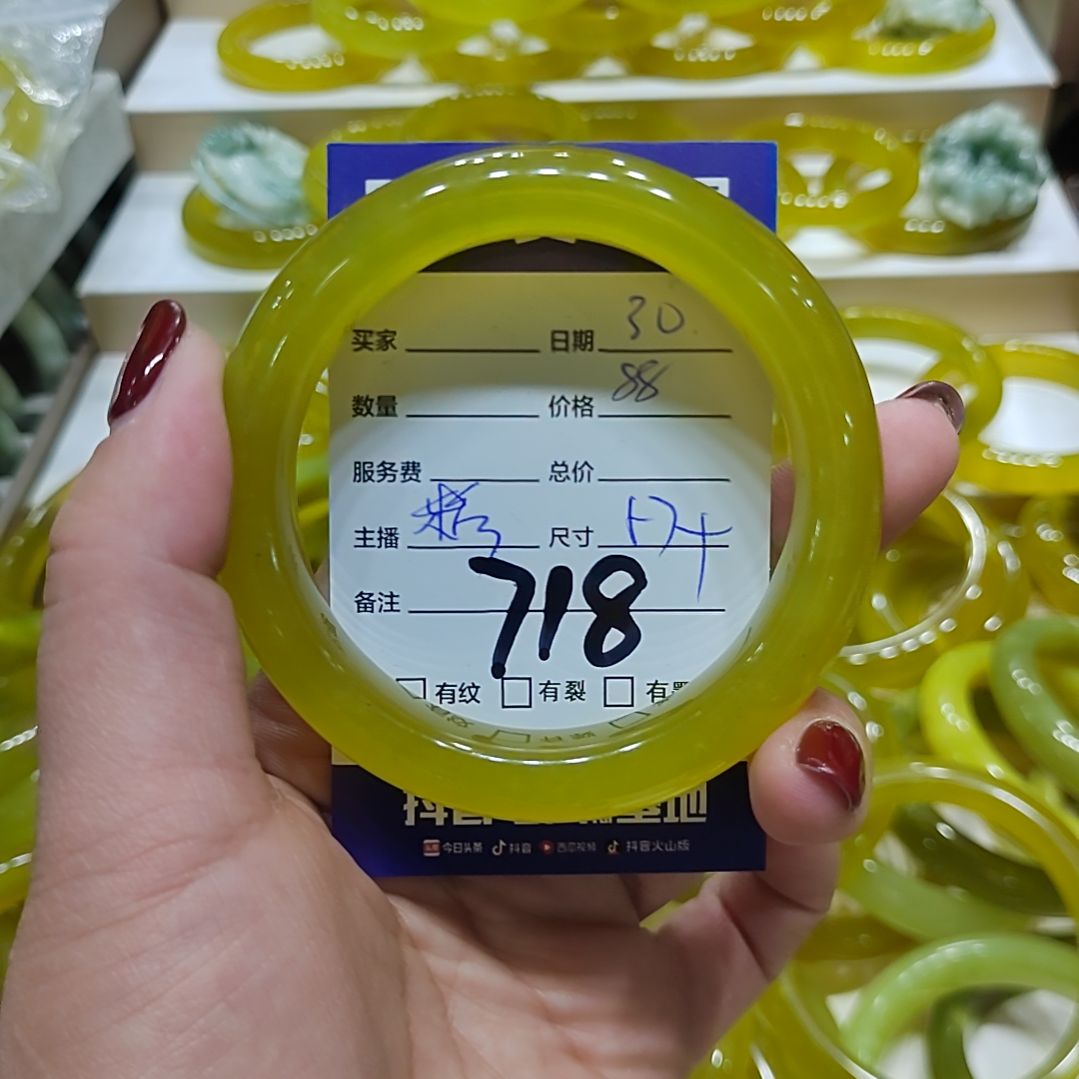 买家 日期 30
数量 价格 88
服务费 总价
主播 尺寸
备注 718
有纹 有裂 有
今日头条 抖音 西瓜视频 抖音火山版